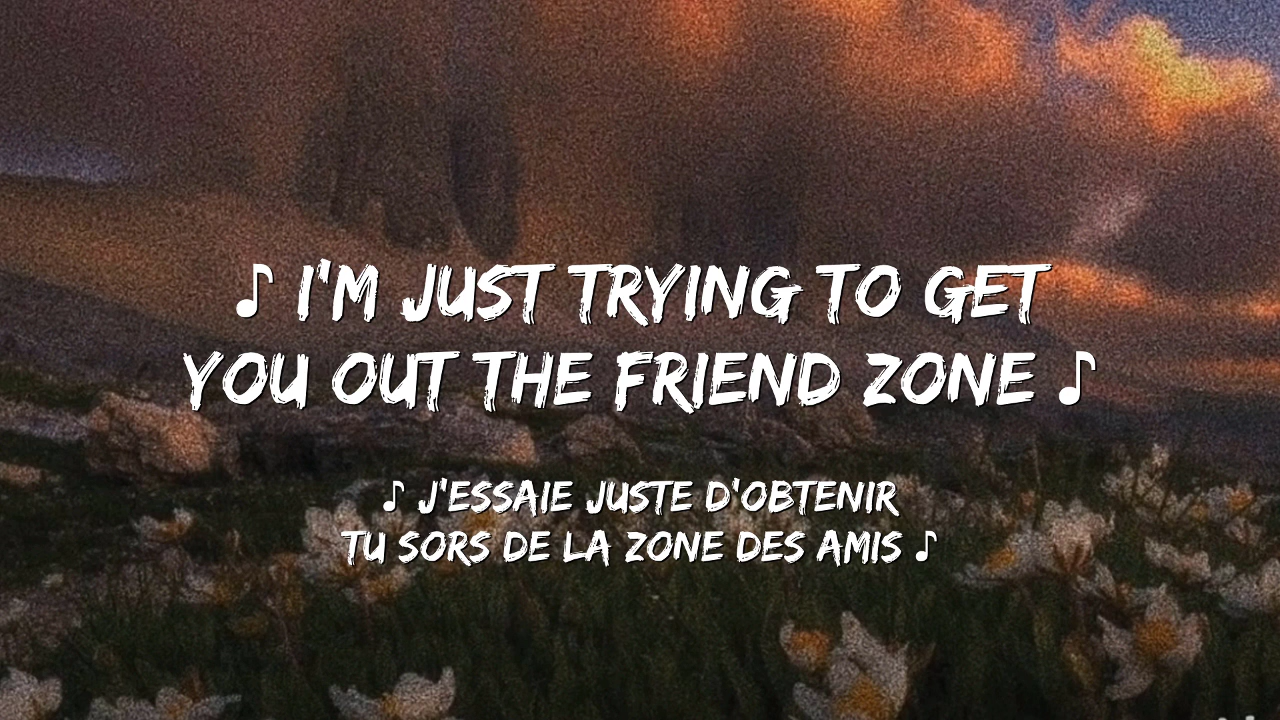 ♪ I'M JUST TRYING TO GET
YOU OUT THE FRIEND ZONE ♪
♪ J'ESSAIE JUSTE D'OBTENIR
TU SORS DE LA ZONE DES AMIS ♪